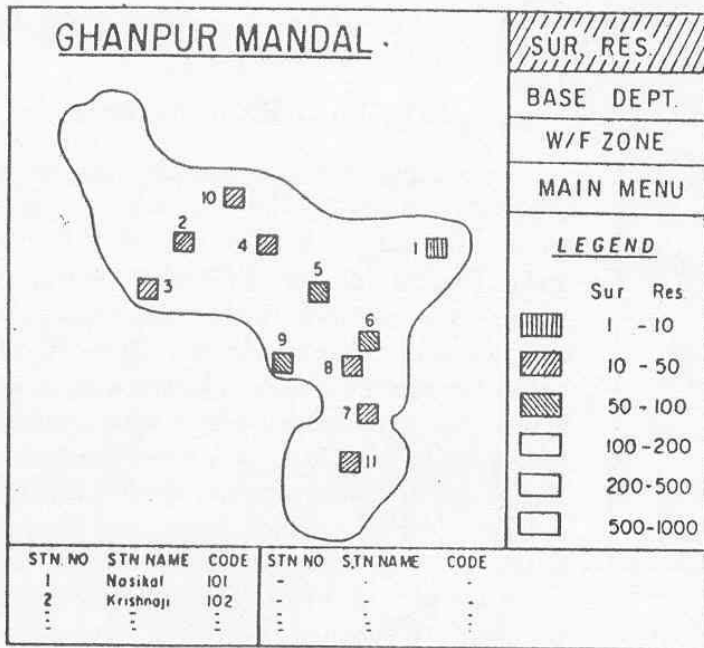 GHANPUR MANDAL.
SUR. RES.
BASE DEPT.
W/F ZONE
MAIN MENU
LEGEND
Sur Res.
1 - 10
10 - 50
50 - 100
100 - 200
200 - 500
500 - 1000
10
2
4
1
3
5
6
9
8
7
11
STN. NO STN NAME CODE
1 Nasikal 101
2 Krishnaji 102
STN NO S,TN NAME CODE